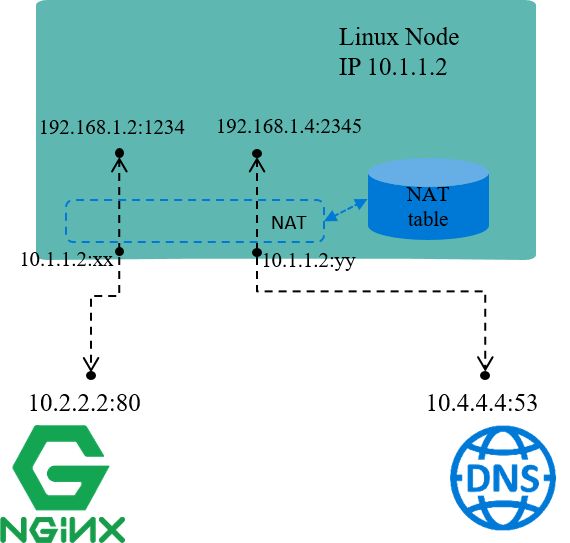 Linux Node
IP 10.1.1.2
192.168.1.2:1234
192.168.1.4:2345
NAT
table
NAT
10.1.1.2:xx
10.1.1.2:yy
10.2.2.2:80
10.4.4.4:53
NGiNX
DNS